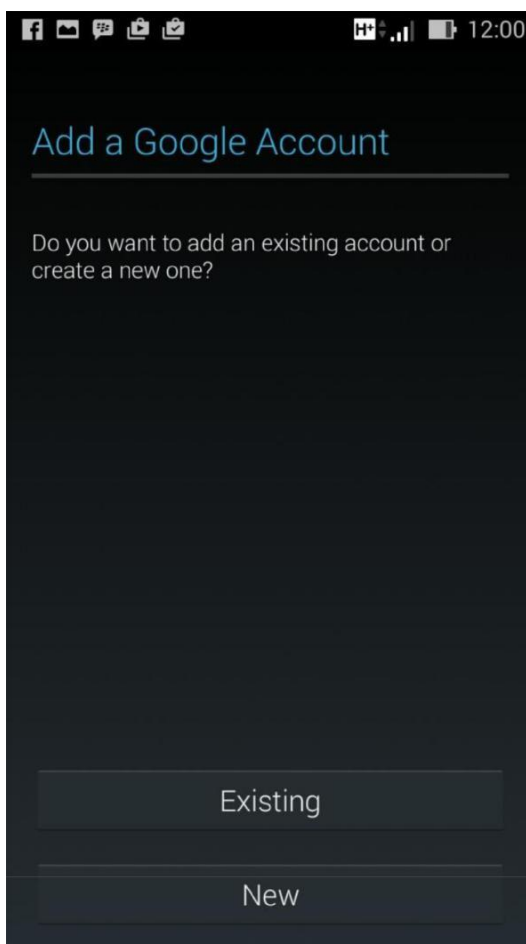 H+ 12:00
Add a Google Account
Do you want to add an existing account or
create a new one?
Existing
New